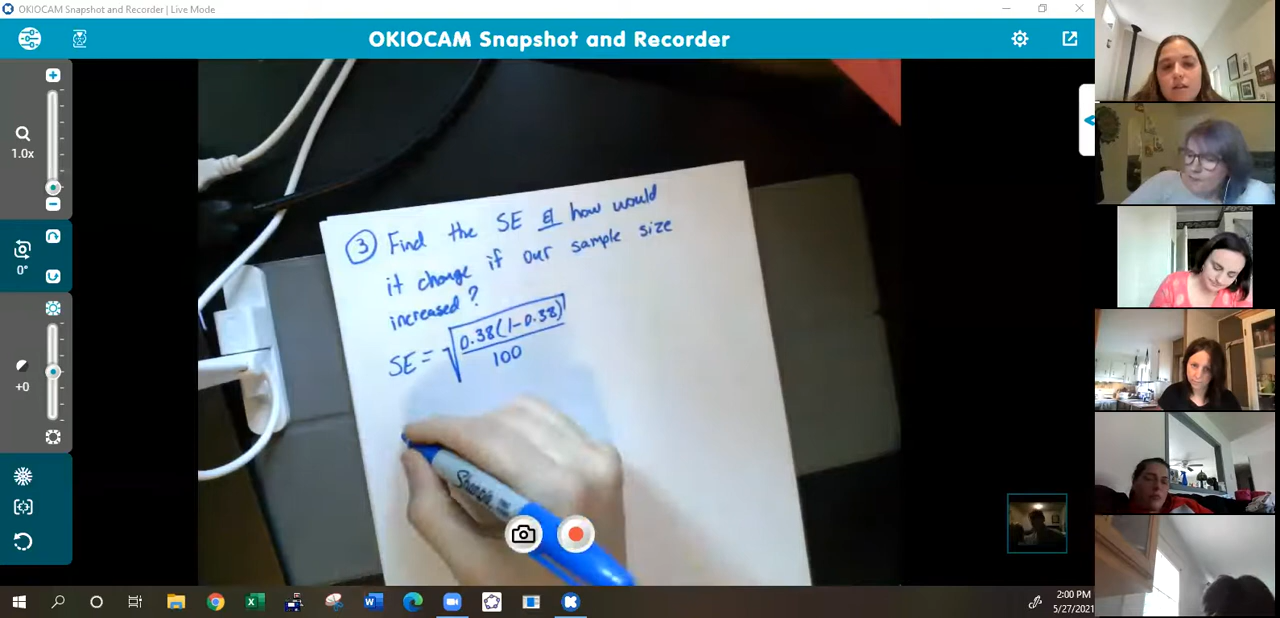 OKIOCAM Snapshot and Recorder | Live Mode
OKIOCAM Snapshot and Recorder
1.0x
0°
+0
③ Find the SE & how would
it change if our sample size
increased?
SE = √(0.38(1-0.38)/100)
Sharpie
2:00 PM
5/27/2021